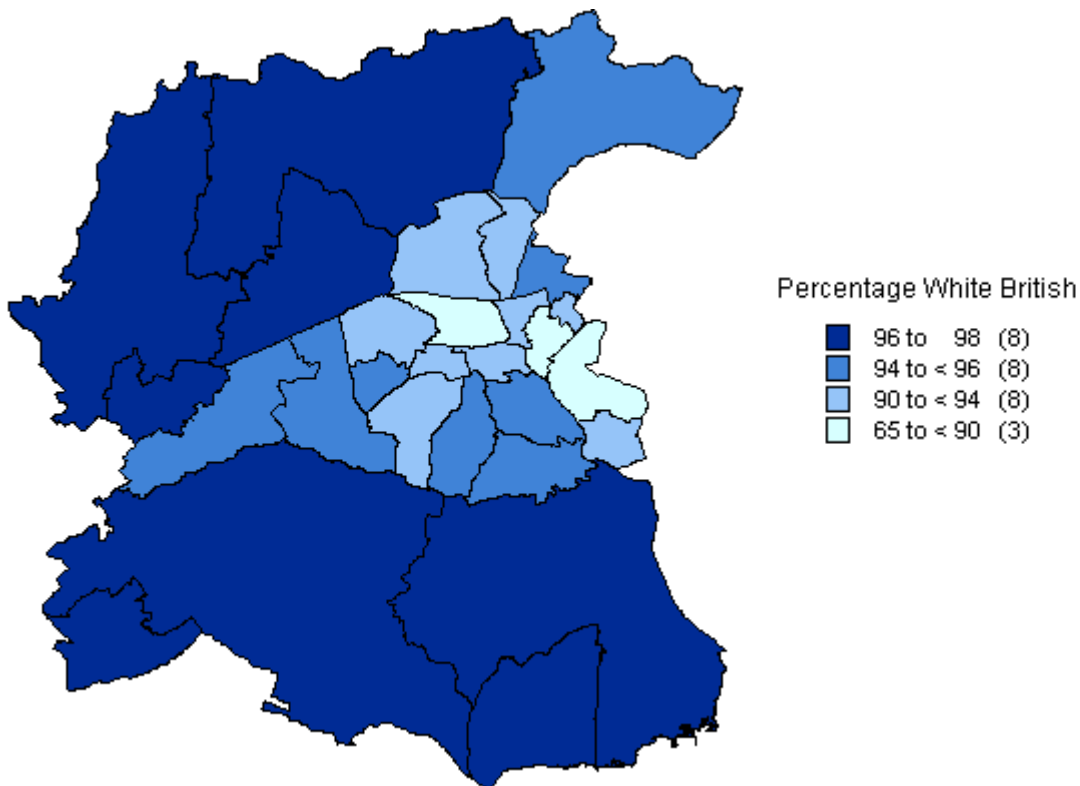 Percentage White British
96 to 98 (8)
94 to < 96 (8)
90 to < 94 (8)
65 to < 90 (3)